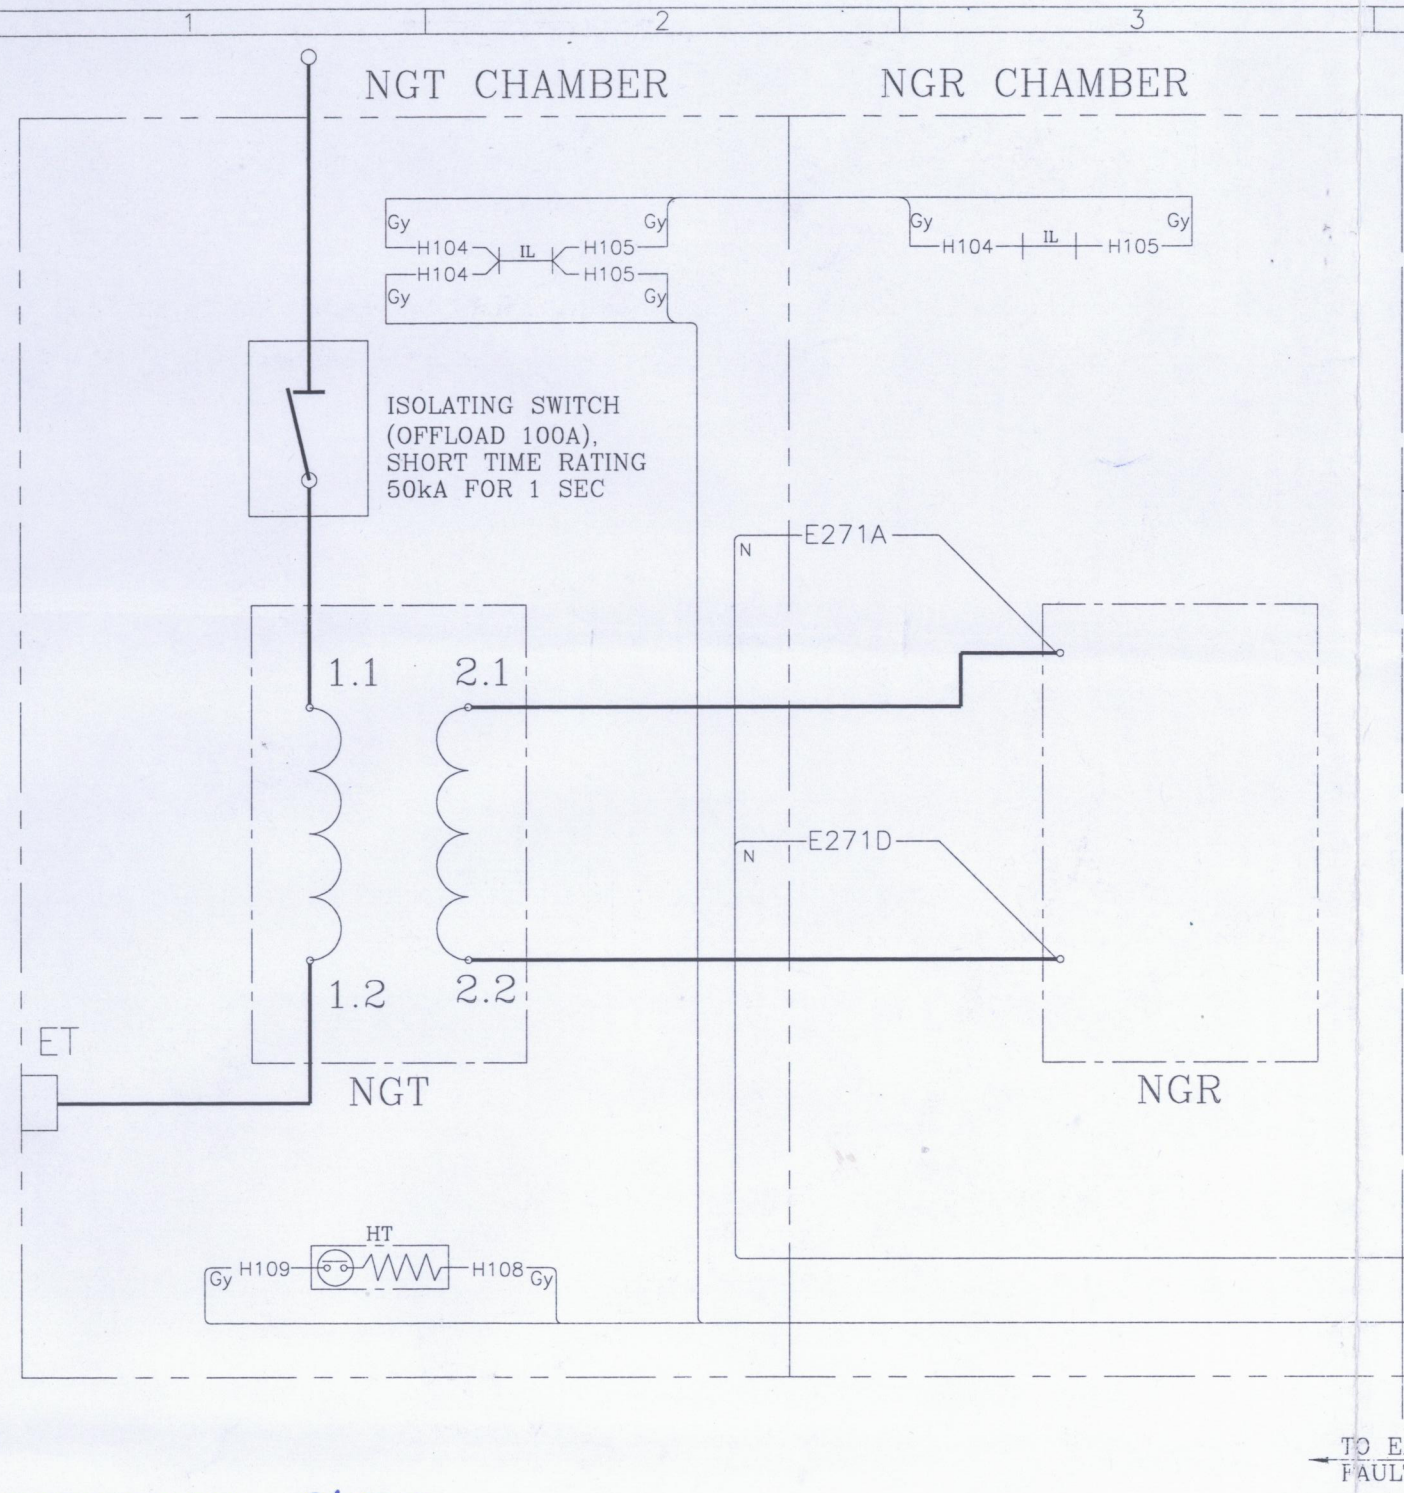 1 2 3
NGT CHAMBER NGR CHAMBER
Gy Gy Gy Gy
H104 IL H105 H104 IL H105
H104 H105
Gy Gy
ISOLATING SWITCH
(OFFLOAD 100A),
SHORT TIME RATING
50kA FOR 1 SEC
E271A
N
1.1 2.1
E271D
N
1.2 2.2
ET
NGT NGR
HT
H109 H108
Gy Gy
TO E
FAUL